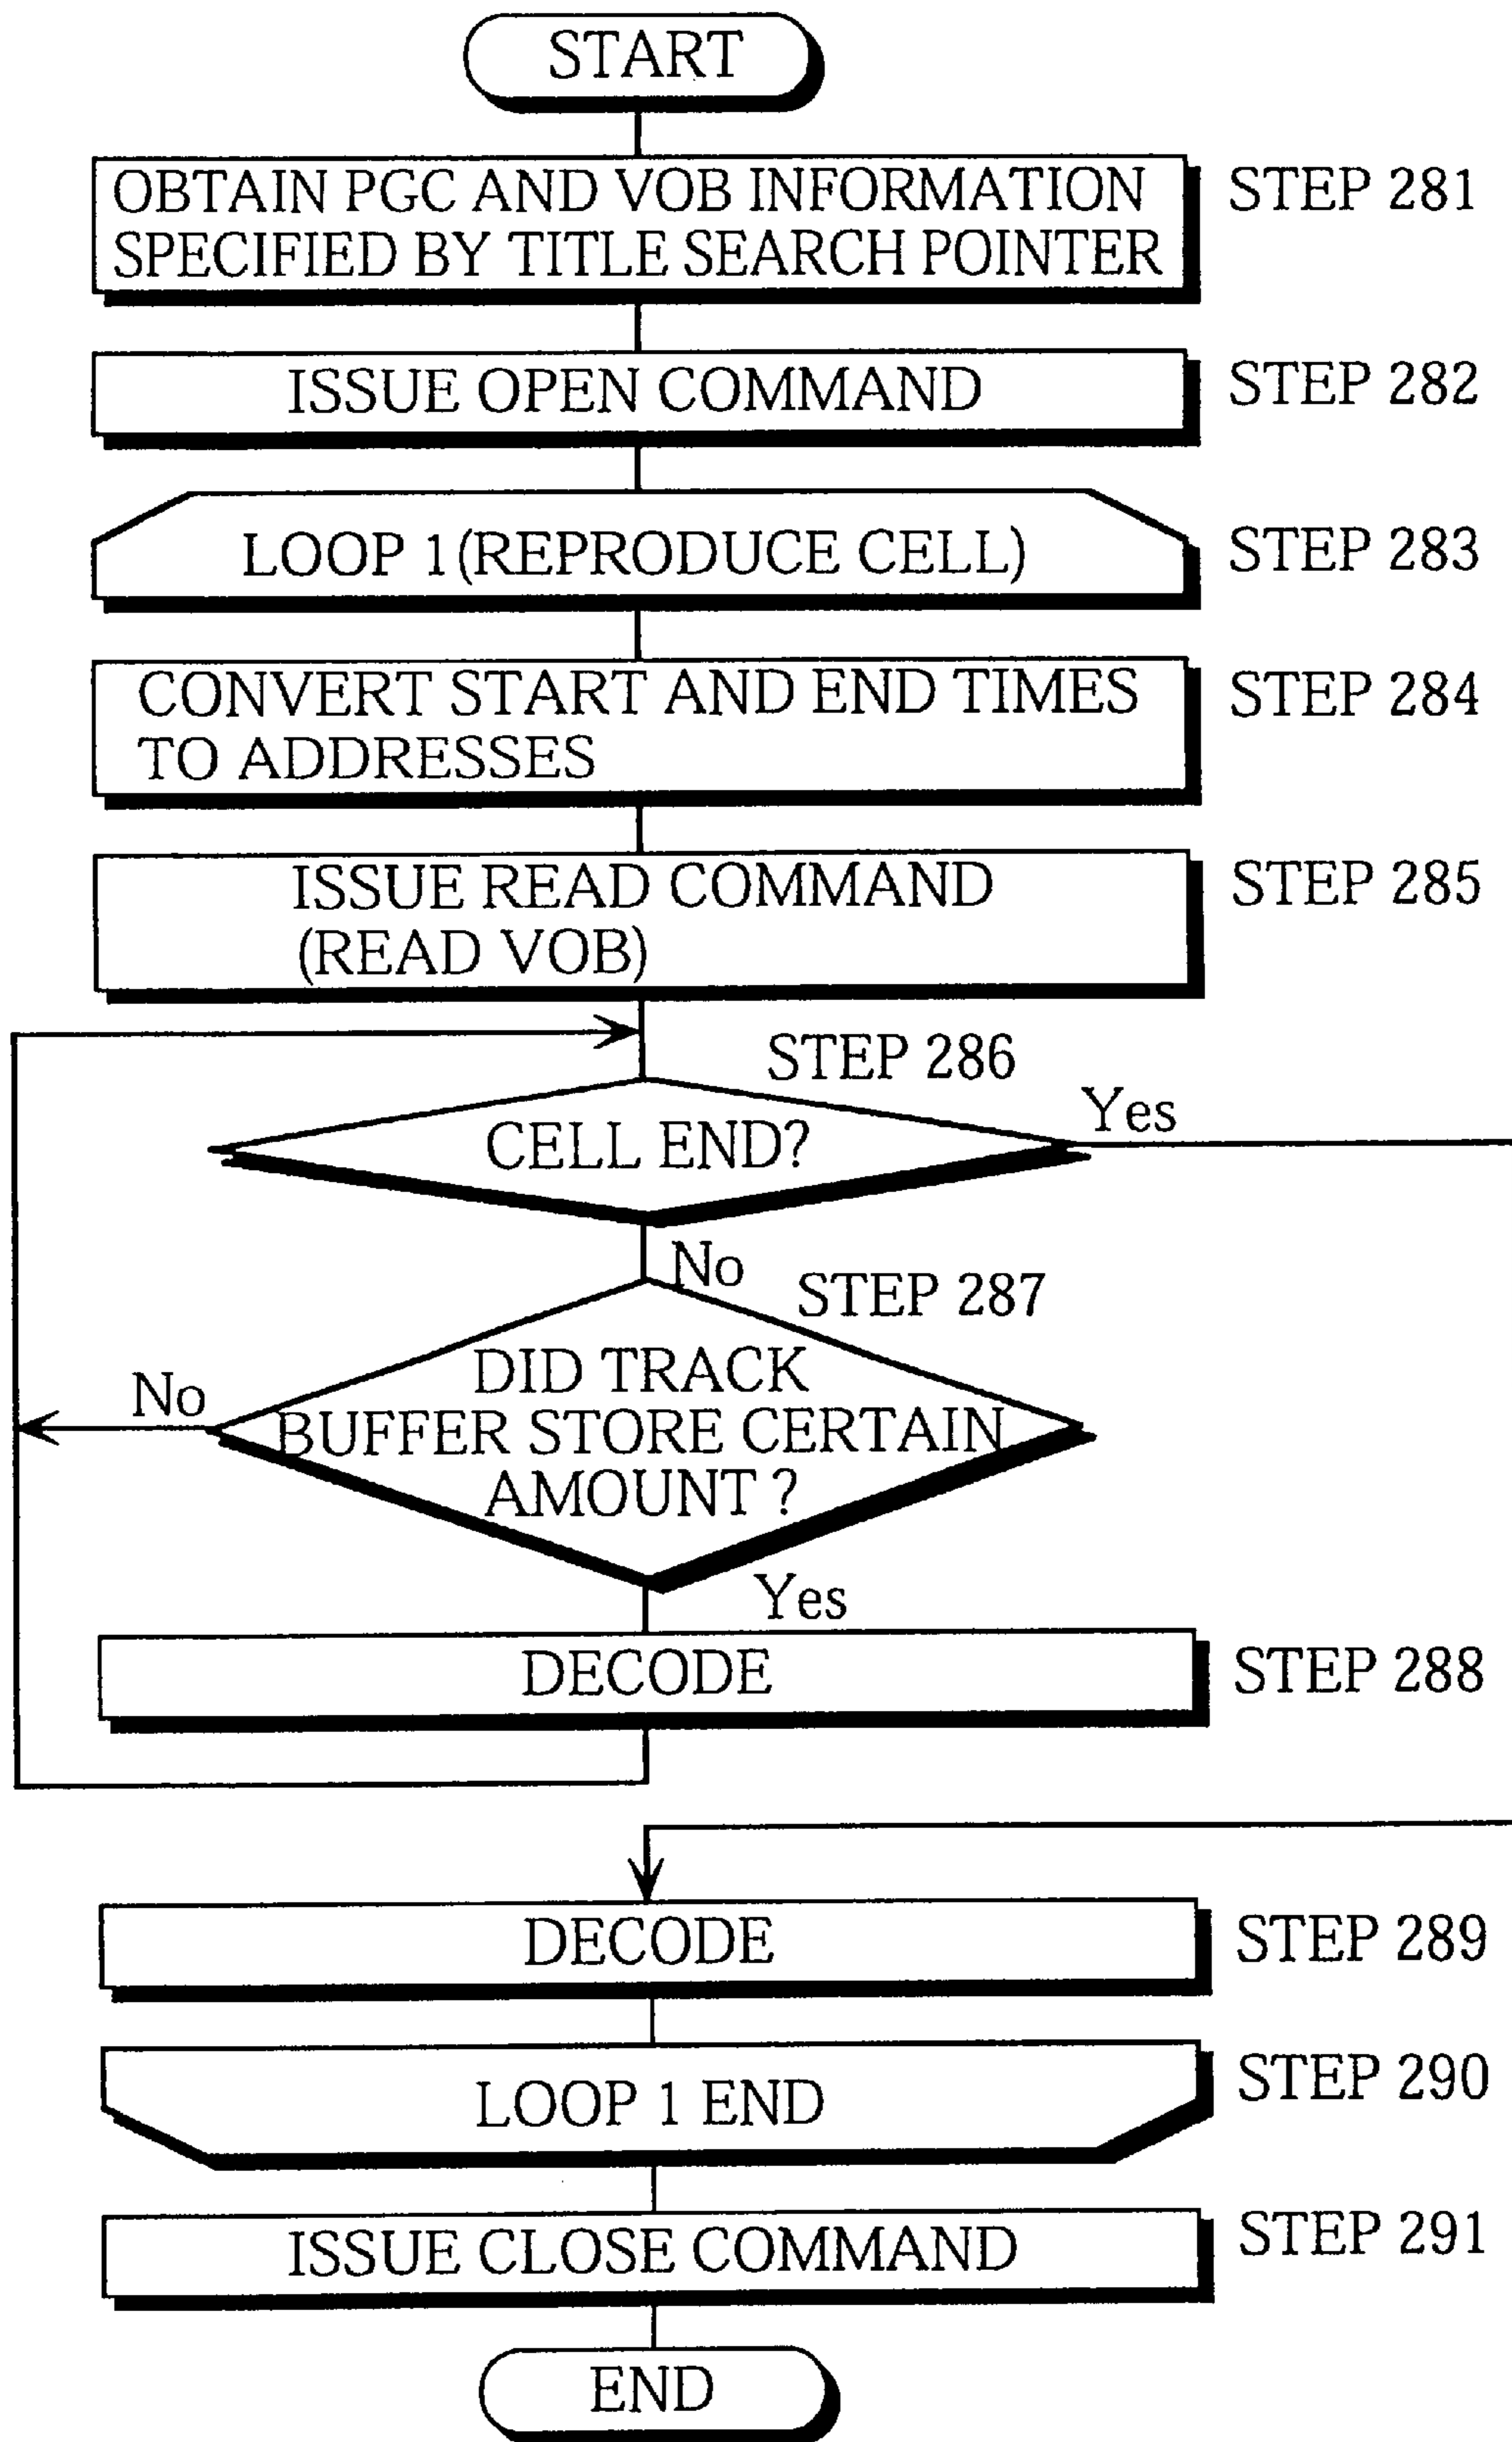 START
OBTAIN PGC AND VOB INFORMATION
SPECIFIED BY TITLE SEARCH POINTER
STEP 281
ISSUE OPEN COMMAND
STEP 282
LOOP 1 (REPRODUCE CELL)
STEP 283
CONVERT START AND END TIMES
TO ADDRESSES
STEP 284
ISSUE READ COMMAND
(READ VOB)
STEP 285
STEP 286
CELL END?
Yes
No
STEP 287
DID TRACK
BUFFER STORE CERTAIN
AMOUNT ?
No
Yes
DECODE
STEP 288
DECODE
STEP 289
LOOP 1 END
STEP 290
ISSUE CLOSE COMMAND
STEP 291
END